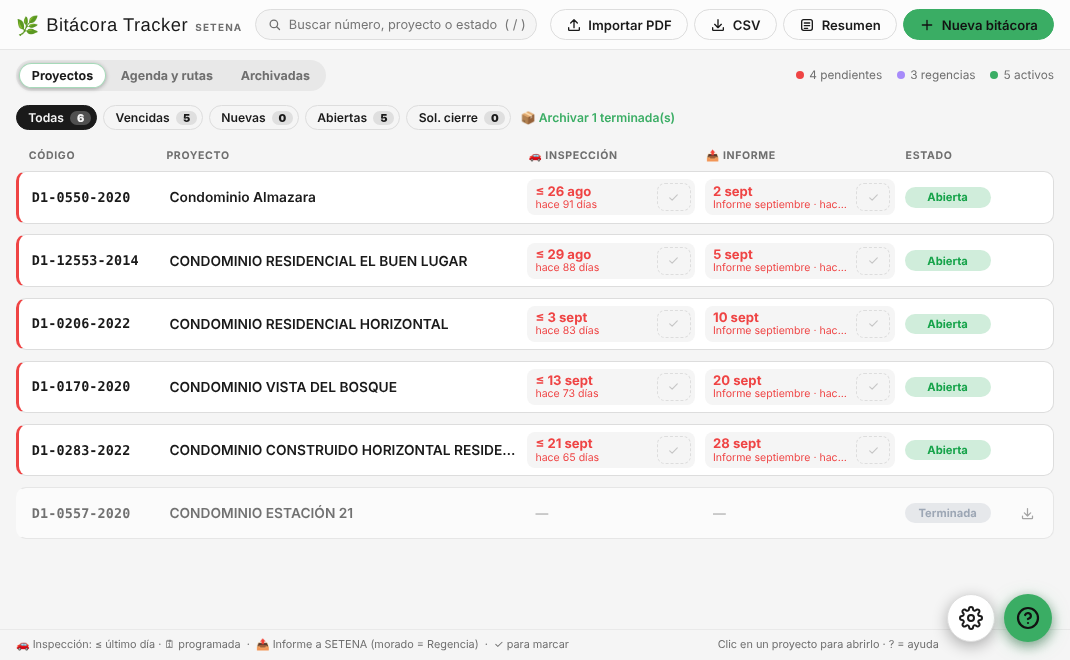 Bitácora Tracker SETENA
Buscar número, proyecto o estado ( / )
Importar PDF
CSV
Resumen
Nueva bitácora
Proyectos
Agenda y rutas
Archivadas
4 pendientes
3 regencias
5 activos
Todas 6
Vencidas 5
Nuevas 0
Abiertas 5
Sol. cierre 0
Archivar 1 terminada(s)
CÓDIGO PROYECTO INSPECCIÓN INFORME ESTADO
D1-0550-2020 Condominio Almazara ≤ 26 ago 2 sept Abierta
hace 91 días Informe septiembre · hac...
D1-12553-2014 CONDOMINIO RESIDENCIAL EL BUEN LUGAR ≤ 29 ago 5 sept Abierta
hace 88 días Informe septiembre · hac...
D1-0206-2022 CONDOMINIO RESIDENCIAL HORIZONTAL ≤ 3 sept 10 sept Abierta
hace 83 días Informe septiembre · hac...
D1-0170-2020 CONDOMINIO VISTA DEL BOSQUE ≤ 13 sept 20 sept Abierta
hace 73 días Informe septiembre · hac...
D1-0283-2022 CONDOMINIO CONSTRUIDO HORIZONTAL RESIDE... ≤ 21 sept 28 sept Abierta
hace 65 días Informe septiembre · hac...
D1-0557-2020 CONDOMINIO ESTACIÓN 21 — — Terminada
?
Inspección: ≤ último día · programada · Informe a SETENA (morado = Regencia) · ✓ para marcar
Clic en un proyecto para abrirlo · ? = ayuda